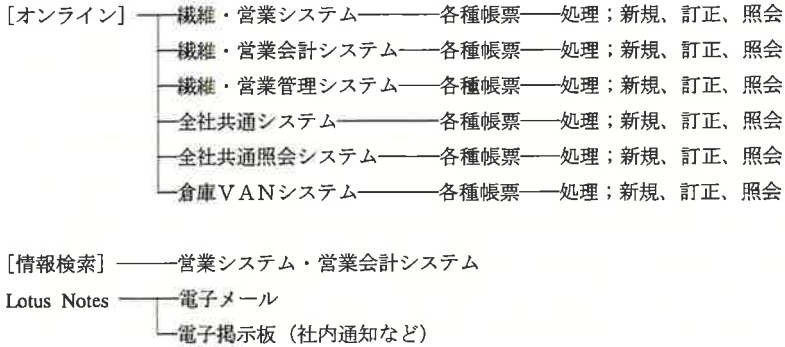 [オンライン] 繊維・営業システム 各種帳票 処理；新規、訂正、照会
繊維・営業会計システム 各種帳票 処理；新規、訂正、照会
繊維・営業管理システム 各種帳票 処理；新規、訂正、照会
全社共通システム 各種帳票 処理；新規、訂正、照会
全社共通照会システム 各種帳票 処理；新規、訂正、照会
倉庫ＶＡＮシステム 各種帳票 処理；新規、訂正、照会
[情報検索] 営業システム・営業会計システム
Lotus Notes 電子メール
電子掲示板（社内通知など）